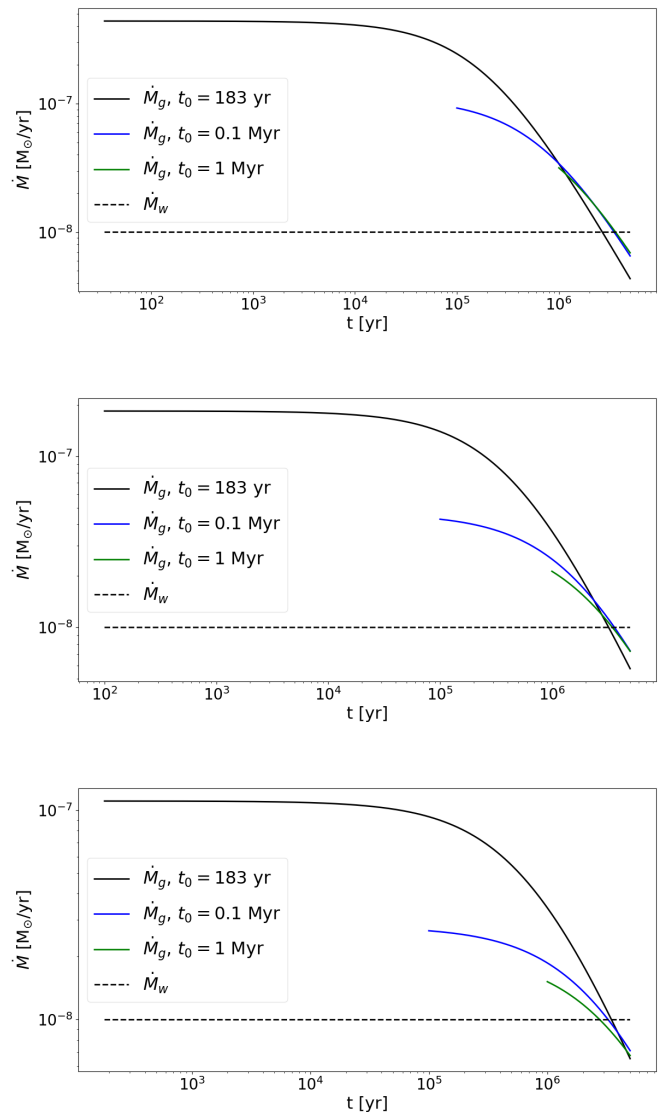 10⁻⁷
10⁻⁸
Ṁ [M⊙/yr]
Ṁg, t₀ = 183 yr
Ṁg, t₀ = 0.1 Myr
Ṁg, t₀ = 1 Myr
Ṁw
10² 10³ 10⁴ 10⁵ 10⁶
t [yr]
10⁻⁷
10⁻⁸
Ṁ [M⊙/yr]
Ṁg, t₀ = 183 yr
Ṁg, t₀ = 0.1 Myr
Ṁg, t₀ = 1 Myr
Ṁw
10² 10³ 10⁴ 10⁵ 10⁶
t [yr]
10⁻⁷
10⁻⁸
Ṁ [M⊙/yr]
Ṁg, t₀ = 183 yr
Ṁg, t₀ = 0.1 Myr
Ṁg, t₀ = 1 Myr
Ṁw
10³ 10⁴ 10⁵ 10⁶
t [yr]